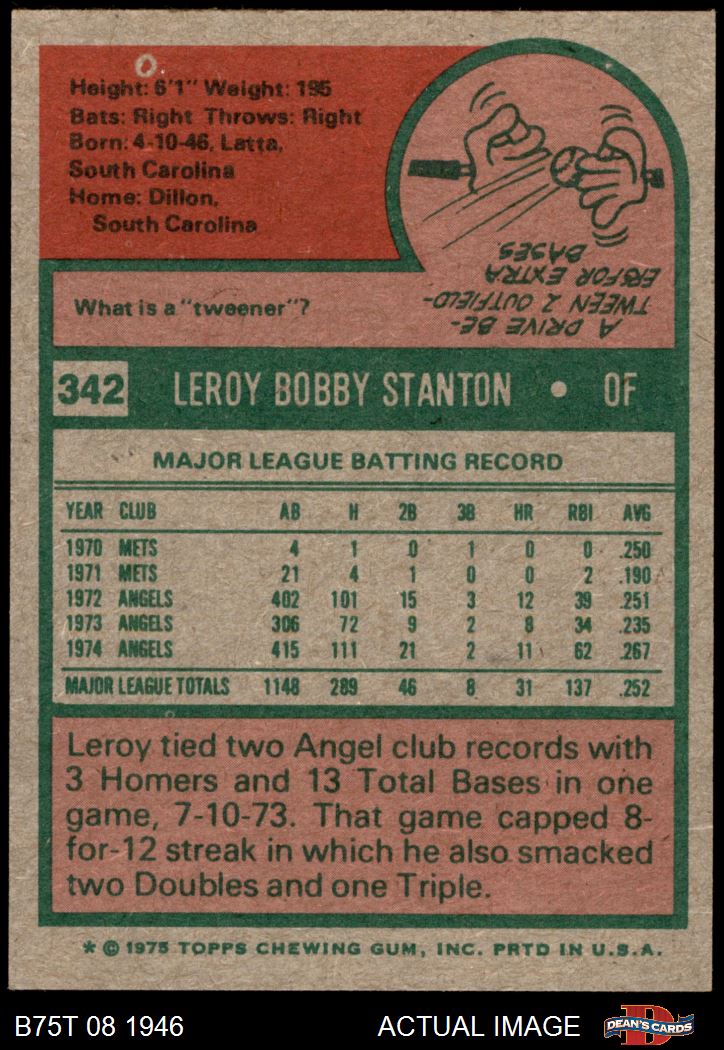 Height: 6'1" Weight: 195
Bats: Right Throws: Right
Born: 4-10-46, Latta,
South Carolina
Home: Dillon,
South Carolina
What is a "tweener"?
A DRIVE BE-
TWEEN 2 OUTFIELD-
ERS FOR EXTRA
BASES.
342 LEROY BOBBY STANTON • OF
MAJOR LEAGUE BATTING RECORD
YEAR CLUB AB H 2B 3B HR RBI AVG
1970 METS 4 1 0 1 0 0 .250
1971 METS 21 4 1 0 0 2 .190
1972 ANGELS 402 101 15 3 12 39 .251
1973 ANGELS 306 72 9 2 8 34 .235
1974 ANGELS 415 111 21 2 11 62 .267
MAJOR LEAGUE TOTALS 1148 289 46 8 31 137 .252
Leroy tied two Angel club records with
3 Homers and 13 Total Bases in one
game, 7-10-73. That game capped 8-
for-12 streak in which he also smacked
two Doubles and one Triple.
* © 1975 TOPPS CHEWING GUM, INC. PRTD IN U.S.A.
B75T 08 1946 ACTUAL IMAGE D DEAN'S CARDS